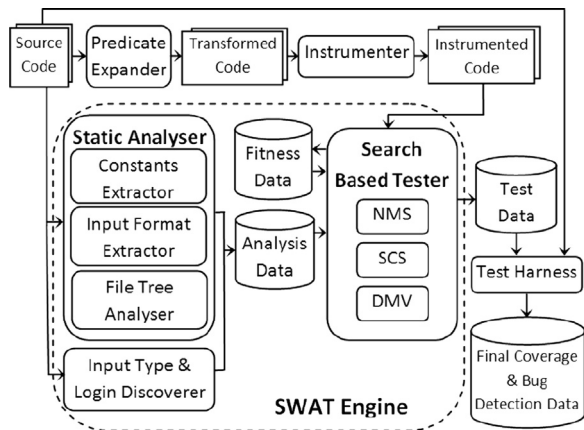 Source
Code
Predicate
Expander
Transformed
Code
Instrumenter
Instrumented
Code
Static Analyser
Constants
Extractor
Input Format
Extractor
File Tree
Analyser
Input Type &
Login Discoverer
Fitness
Data
Analysis
Data
Search
Based Tester
NMS
SCS
DMV
SWAT Engine
Test
Data
Test Harness
Final Coverage
& Bug
Detection Data